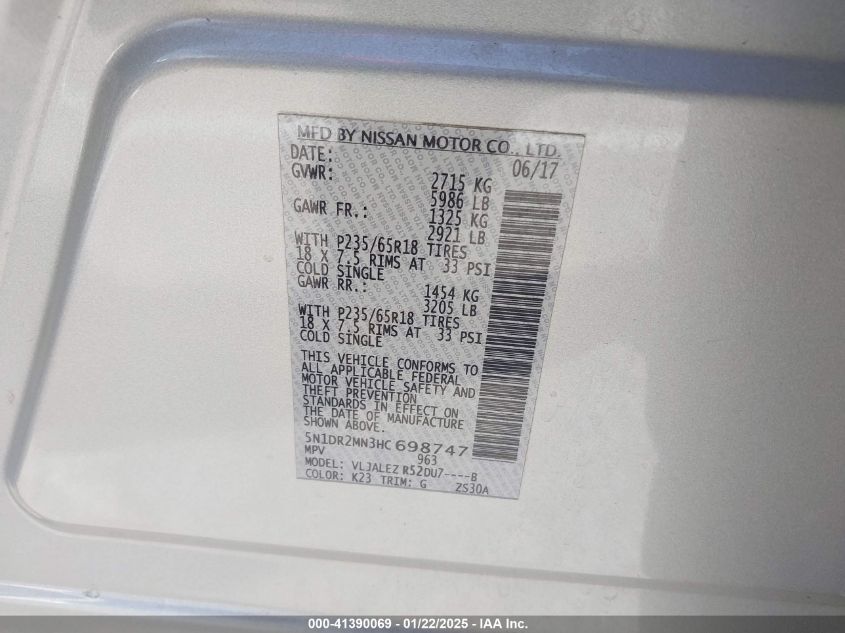 MFD BY NISSAN MOTOR CO., LTD.
DATE: 06/17
GVWR: 2715 KG
5986 LB
GAWR FR.: 1325 KG
2921 LB
WITH P235/65R18 TIRES
18 X 7.5 RIMS AT 33 PSI
COLD SINGLE
GAWR RR.: 1454 KG
3205 LB
WITH P235/65R18 TIRES
18 X 7.5 RIMS AT 33 PSI
COLD SINGLE
THIS VEHICLE CONFORMS TO
ALL APPLICABLE FEDERAL
MOTOR VEHICLE SAFETY AND
THEFT PREVENTION
STANDARDS IN EFFECT ON
THE DATE OF MANUFACTURE
SHOWN ABOVE.
5N1DR2MN3HC698747
MPV 963
MODEL: VLJALEZ R52DU7----B
COLOR: K23 TRIM: G ZS30A
000-41390069 | 01/22/2025 - IAA Inc.